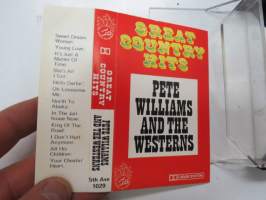 Sweet Dream
Woman.
Young Love.
It's Just A
Matter Of
Time.
She's All
I Got.
Hello Darlin'.
Oh Lonesome
Me.
North To
Alaska.
In The Jail
House Now.
King Of The
Road.
I Don't Hurt
Anymore.
All His
Children.
Your Cheatin'
Heart.
GREAT
COUNTRY
HITS
PETE WILLIAMS
AND THE WESTERNS
5th Ave
1029
GREAT
COUNTRY
HITS
PETE
WILLIAMS
AND THE
WESTERNS